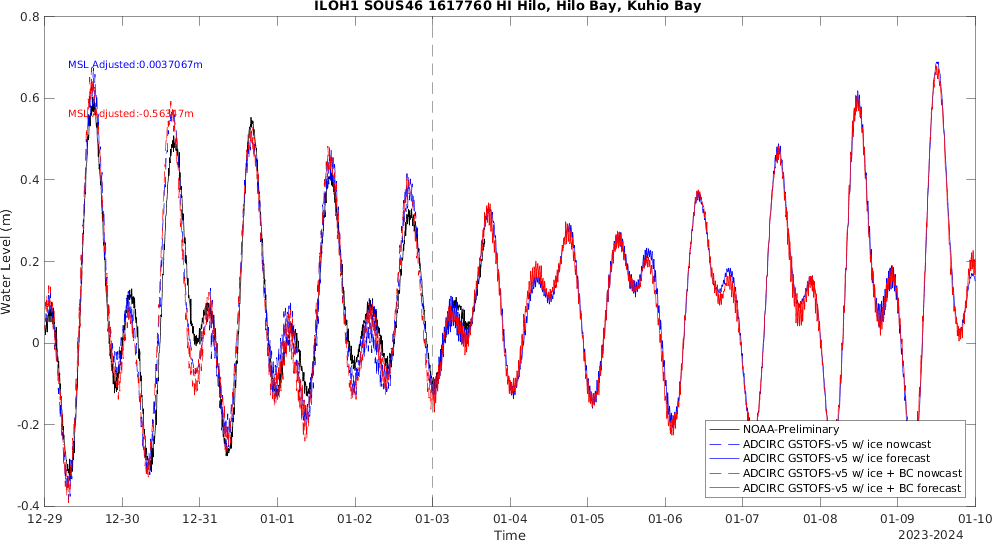 ILOH1 SOUS46 1617760 HI Hilo, Hilo Bay, Kuhio Bay
0.8
0.6
0.4
0.2
0
-0.2
-0.4
Water Level (m)
MSL Adjusted:0.0037067m
MSL Adjusted:-0.56347m
NOAA-Preliminary
ADCIRC GSTOFS-v5 w/ ice nowcast
ADCIRC GSTOFS-v5 w/ ice forecast
ADCIRC GSTOFS-v5 w/ ice + BC nowcast
ADCIRC GSTOFS-v5 w/ ice + BC forecast
12-29 12-30 12-31 01-01 01-02 01-03 01-04 01-05 01-06 01-07 01-08 01-09 01-10
Time
2023-2024